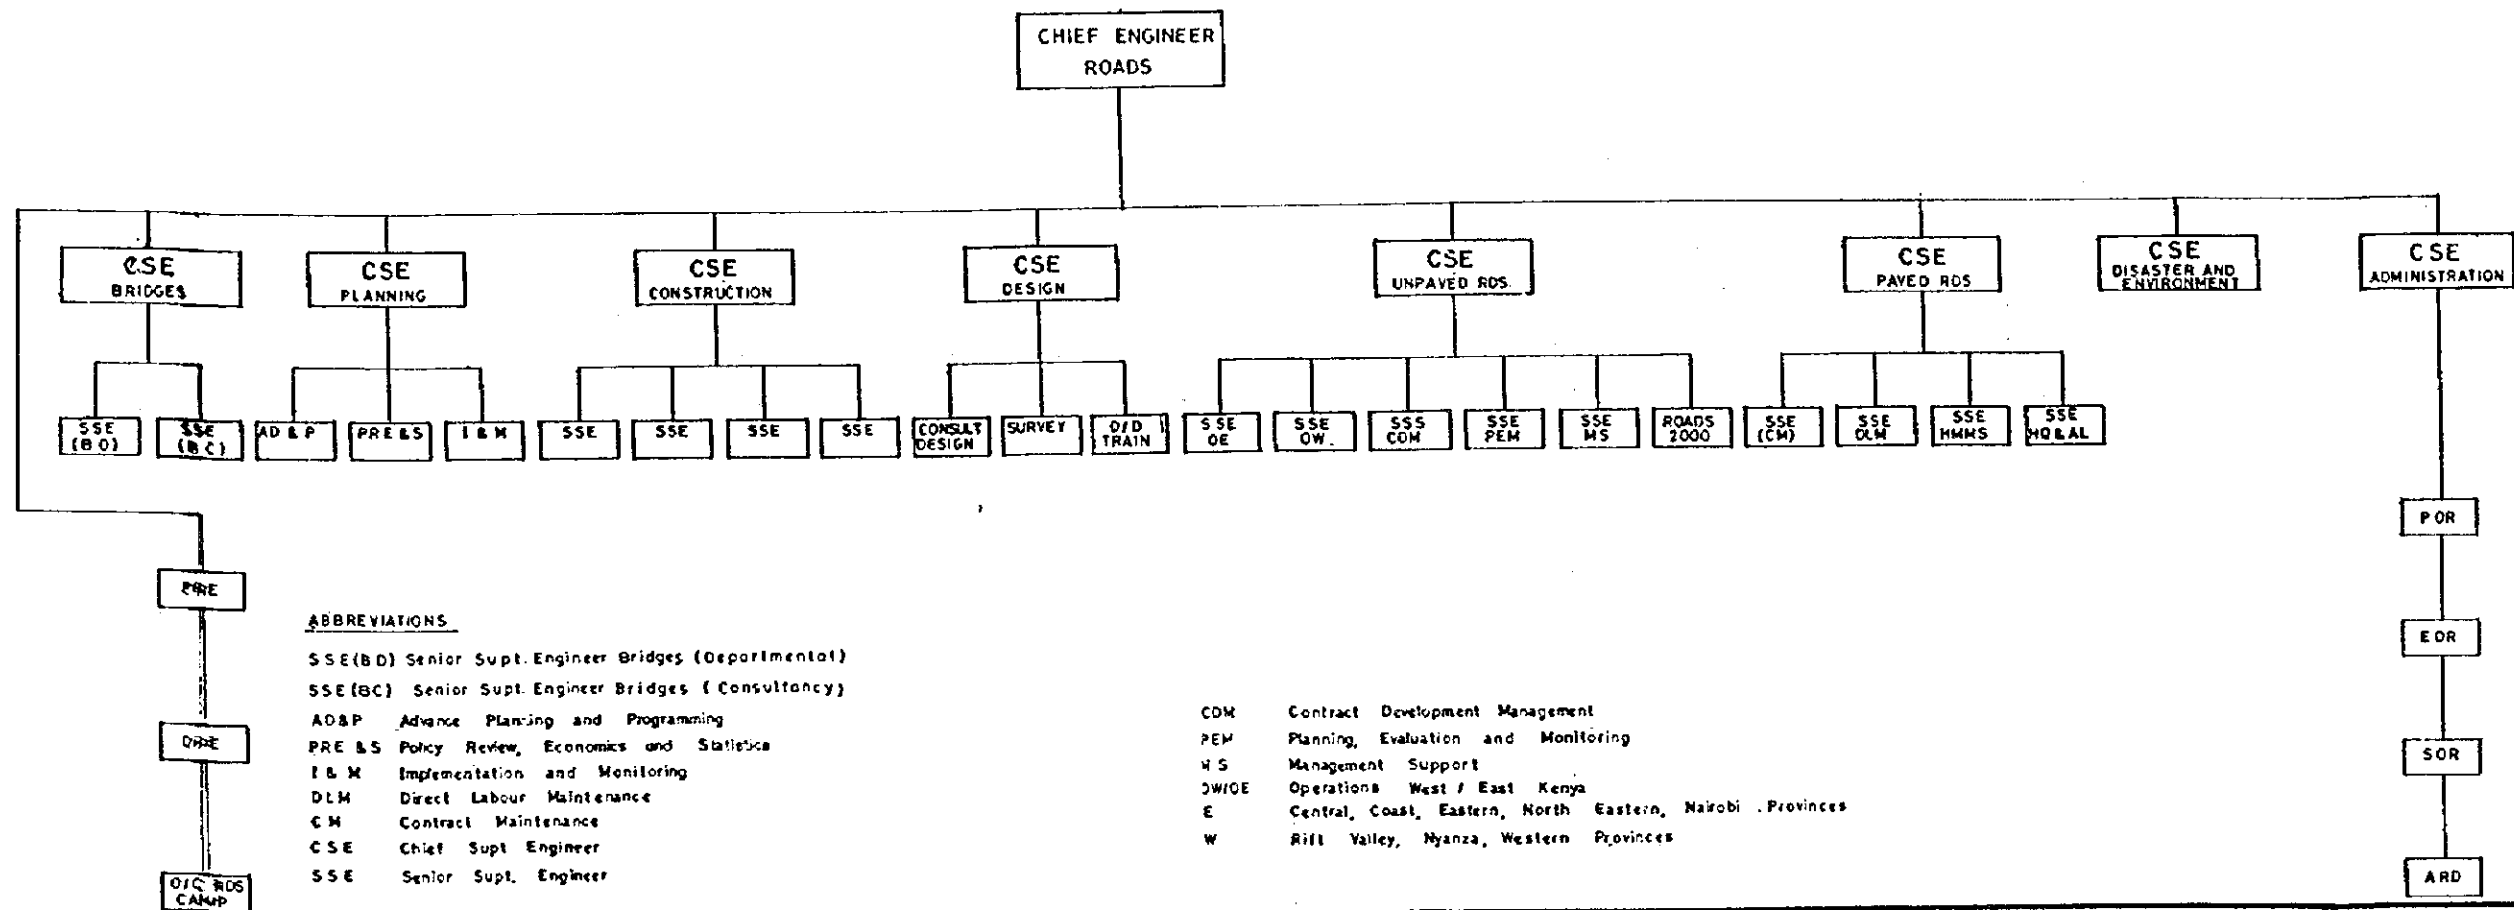 CHIEF ENGINEER
ROADS
CSE
BRIDGES
CSE
PLANNING
CSE
CONSTRUCTION
CSE
DESIGN
CSE
UNPAVED RDS.
CSE
PAVED RDS
CSE
DISASTER AND
ENVIRONMENT
CSE
ADMINISTRATION
SSE
(BD)
SSE
(BC)
AD & P
PRE & S
I & M
SSE
SSE
SSE
SSE
CONSULT
DESIGN
SURVEY
D/D
TRAIN
SSE
OE
SSE
OW.
SSS
CDM
SSE
PEM
SSE
MS
ROADS
2000
SSE
(CM)
SSE
DLM
SSE
HMMS
SSE
HQ & AL
POR
EOR
SOR
ARD
O/C RDS
CAMP
ABBREVIATIONS
SSE(BD) Senior Supt. Engineer Bridges (Departmental)
SSE(BC) Senior Supt. Engineer Bridges (Consultancy)
AD&P Advance Planning and Programming
PRE &S Policy Review, Economics and Statistics
I & M Implementation and Monitoring
DLM Direct Labour Maintenance
CM Contract Maintenance
CSE Chief Supt Engineer
SSE Senior Supt. Engineer
CDM Contract Development Management
PEM Planning, Evaluation and Monitoring
MS Management Support
OW/OE Operations West / East Kenya
E Central, Coast, Eastern, North Eastern, Nairobi . Provinces
W Rift Valley, Nyanza, Western Provinces